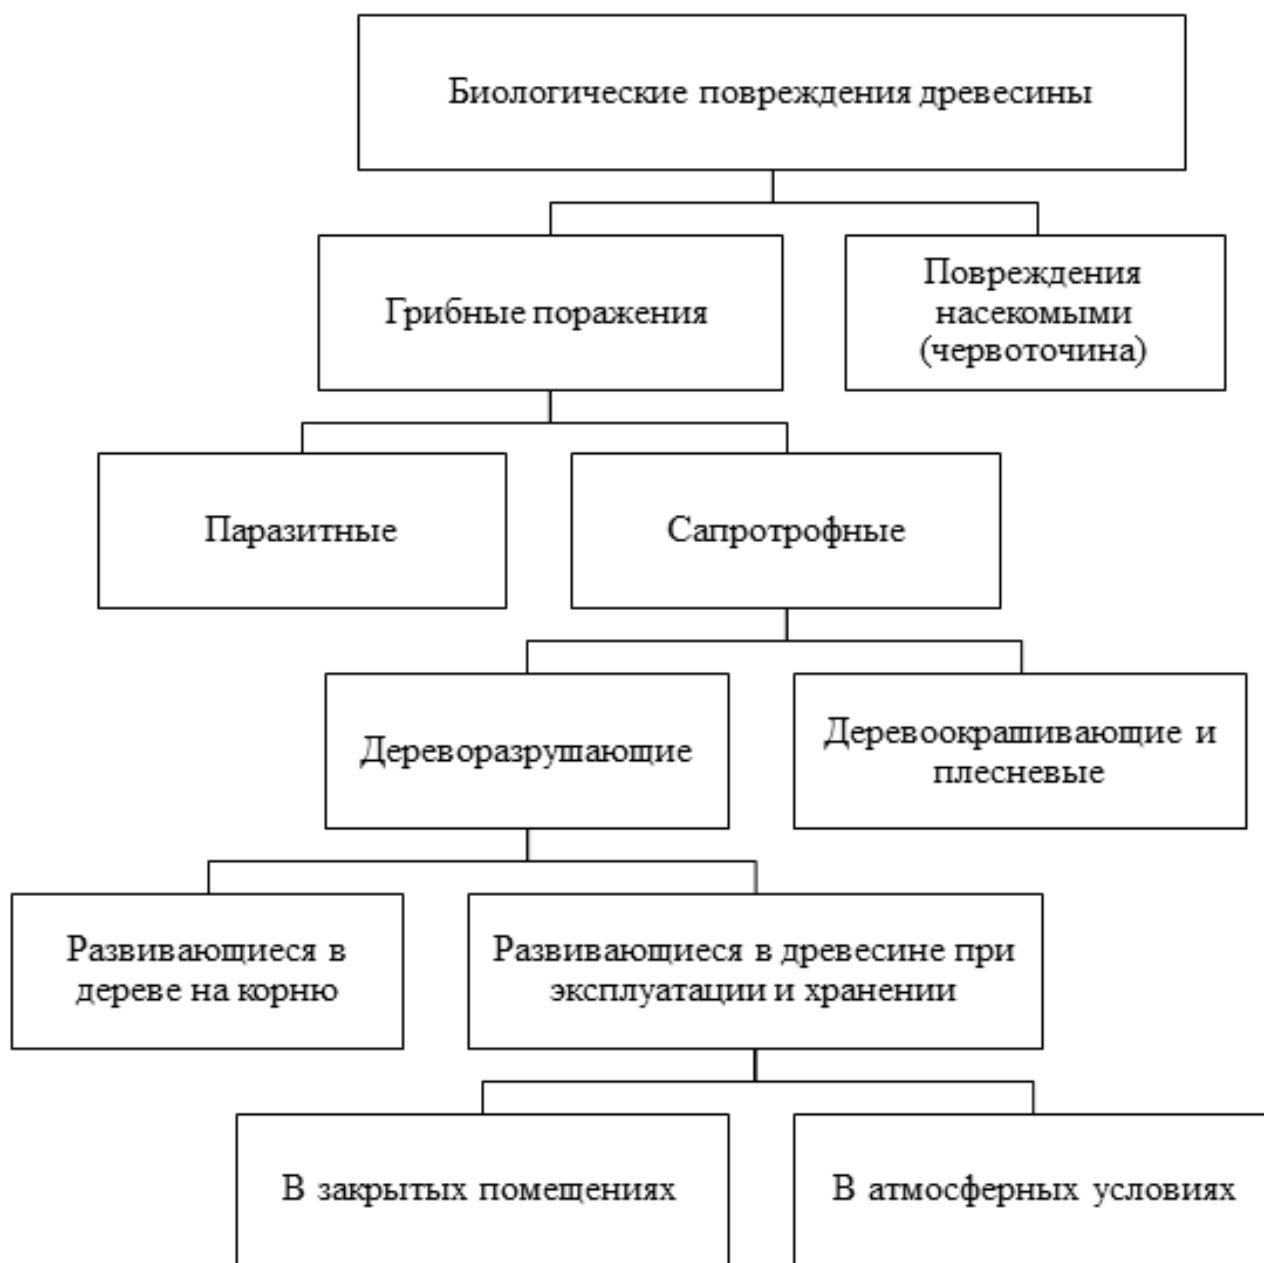 Биологические повреждения древесины
Грибные поражения
Повреждения
насекомыми
(червоточина)
Паразитные
Сапротрофные
Дереворазрушающие
Деревоокрашивающие и
плесневые
Развивающиеся в
дереве на корню
Развивающиеся в древесине при
эксплуатации и хранении
В закрытых помещениях
В атмосферных условиях